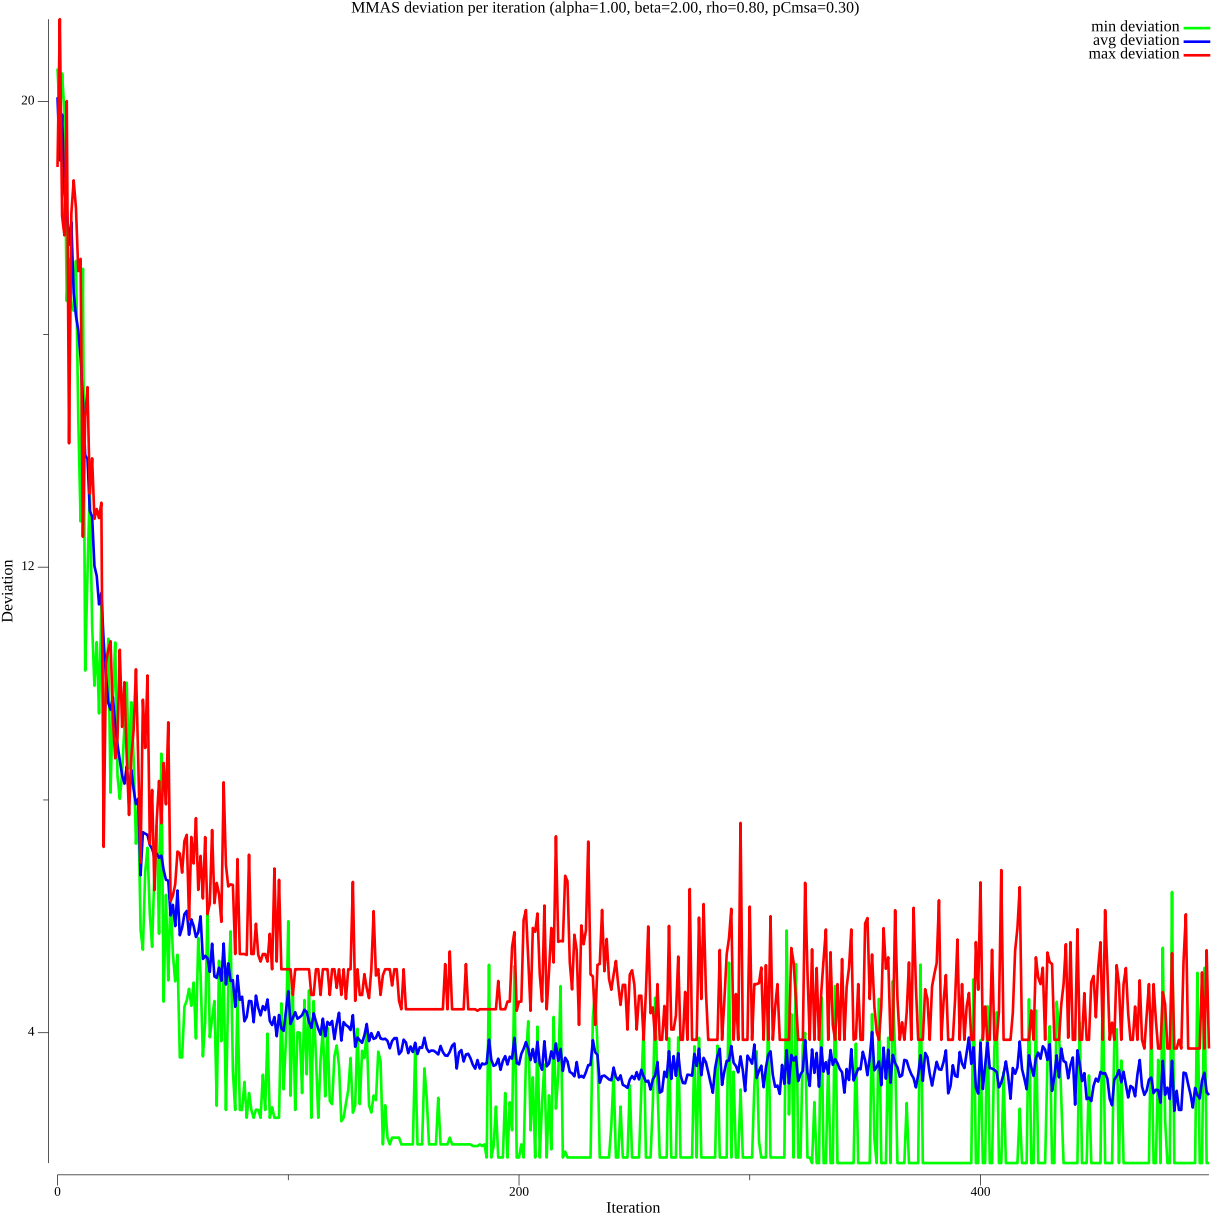 MMAS deviation per iteration (alpha=1.00, beta=2.00, rho=0.80, pCmsa=0.30)
min deviation
avg deviation
max deviation
20
12
4
Deviation
0
200
400
Iteration